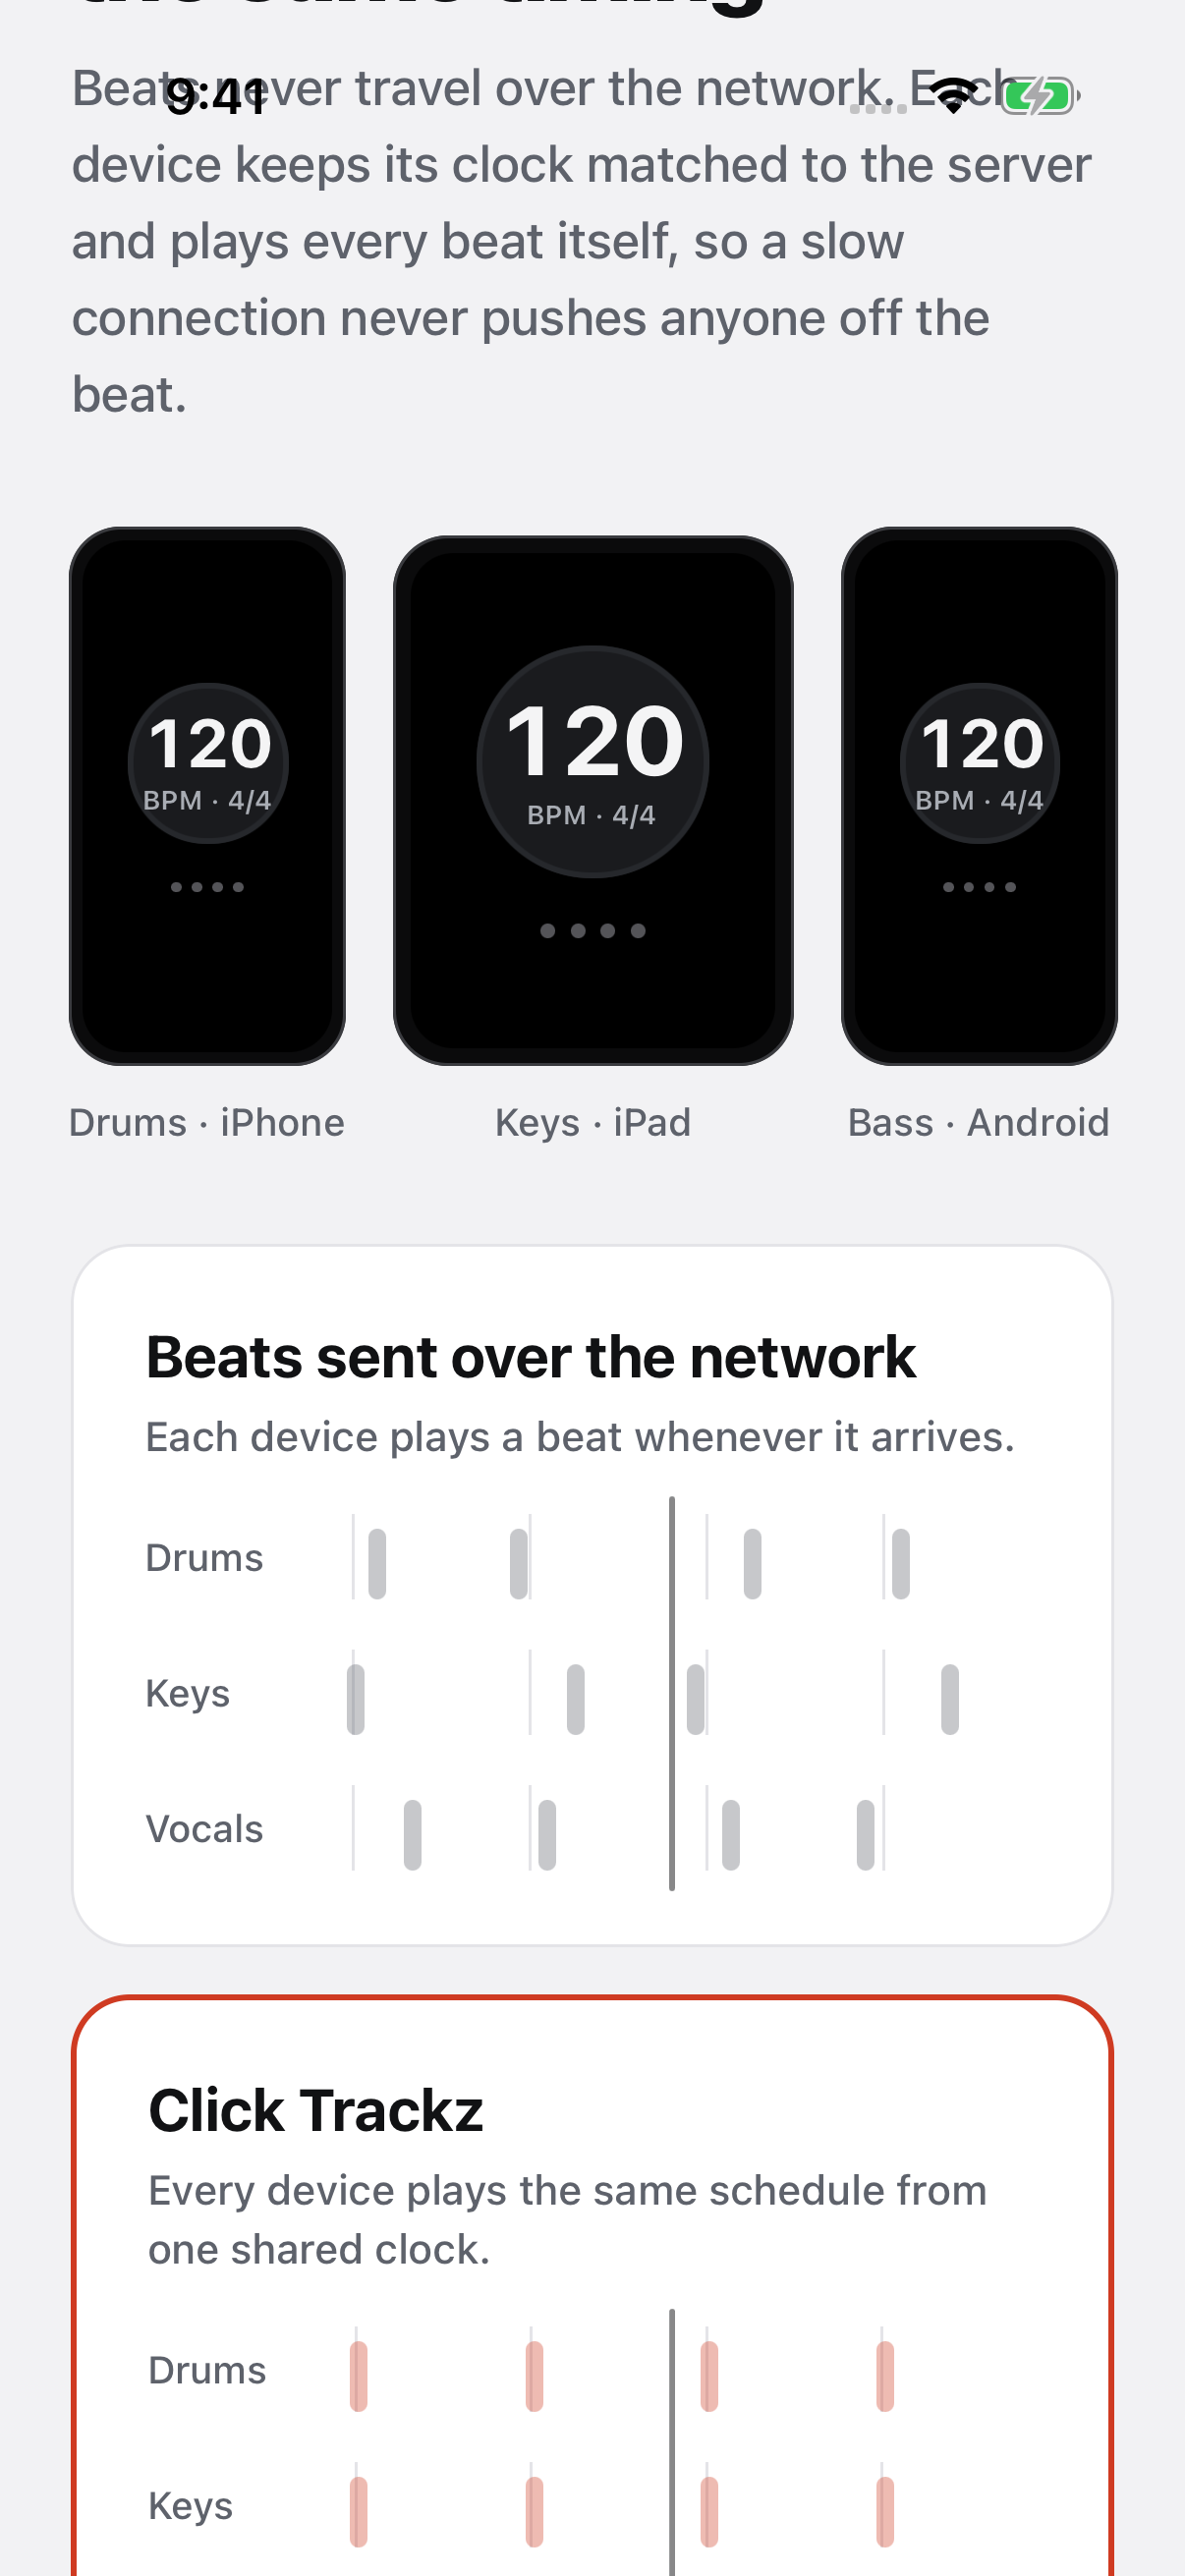 the same timing
9:41
Beats never travel over the network. Each
device keeps its clock matched to the server
and plays every beat itself, so a slow
connection never pushes anyone off the
beat.
120
BPM · 4/4
120
BPM · 4/4
120
BPM · 4/4
Drums · iPhone
Keys · iPad
Bass · Android
Beats sent over the network
Each device plays a beat whenever it arrives.
Drums
Keys
Vocals
Click Trackz
Every device plays the same schedule from
one shared clock.
Drums
Keys